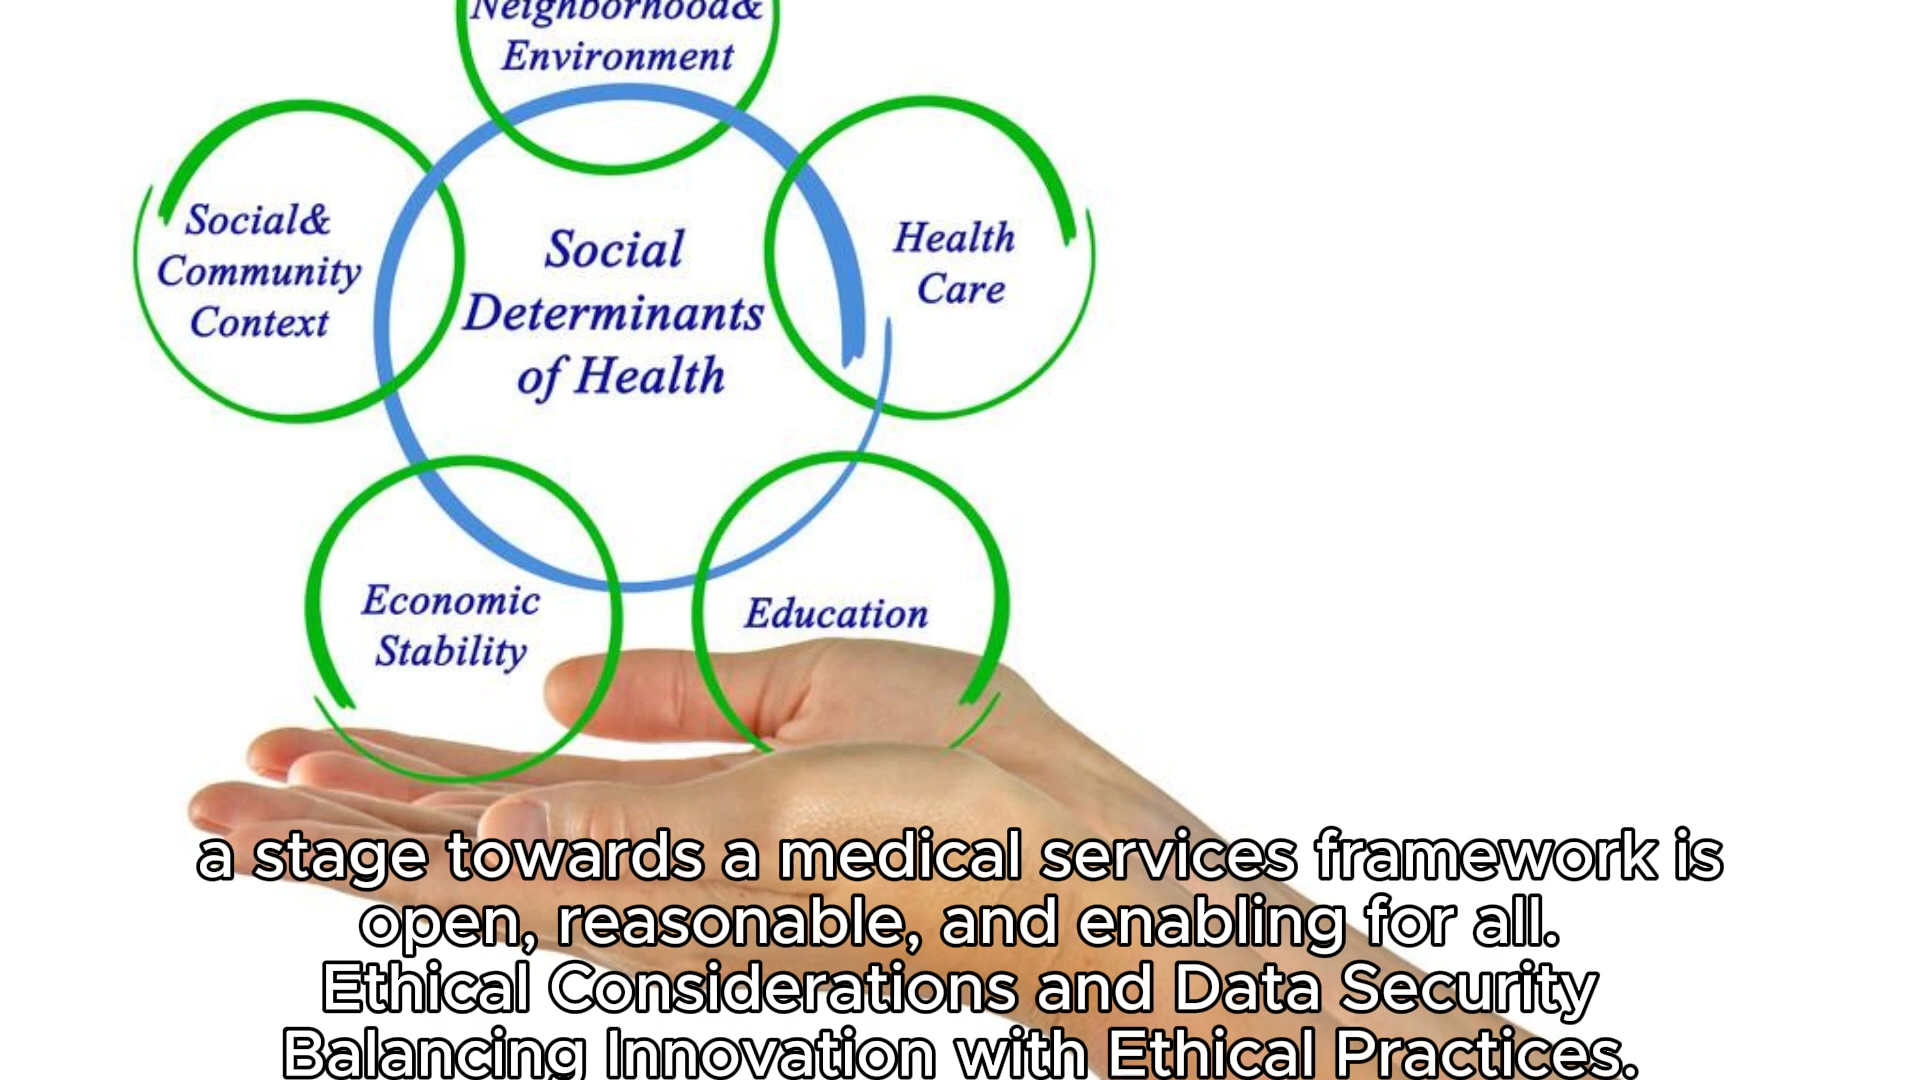 Neighborhood&
Environment
Social&
Community
Context
Social
Determinants
of Health
Health
Care
Economic
Stability
Education
a stage towards a medical services framework is
open, reasonable, and enabling for all.
Ethical Considerations and Data Security
Balancing Innovation with Ethical Practices.